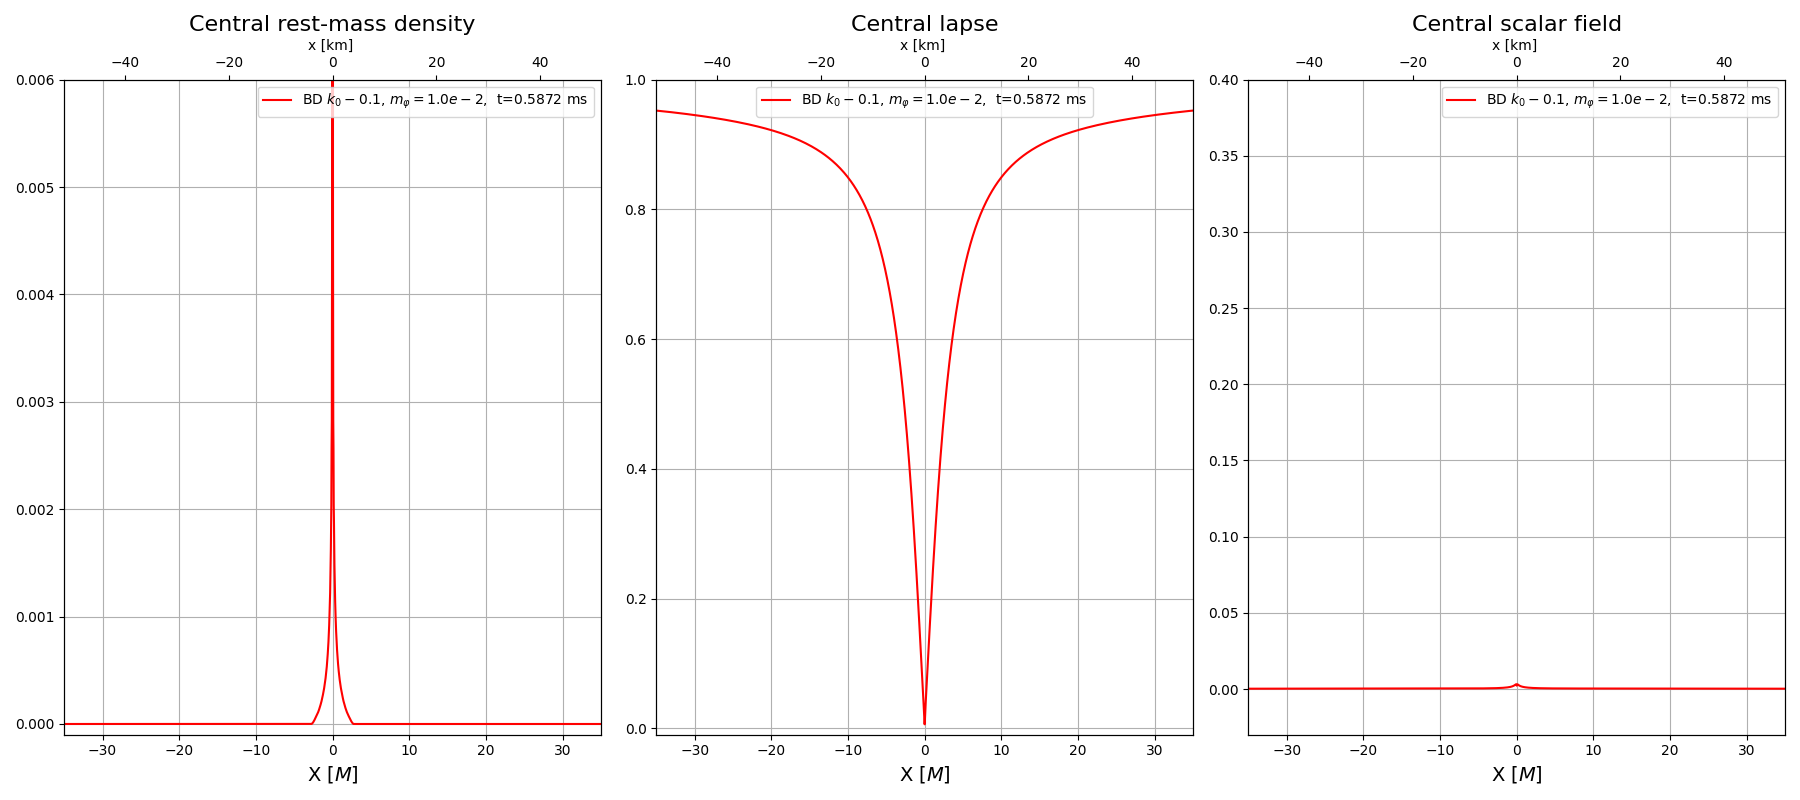 Central rest-mass density
x [km]
−40 −20 0 20 40
0.006
0.005
0.004
0.003
0.002
0.001
0.000
BD k₀ − 0.1, mᵩ = 1.0e − 2, t=0.5872 ms
−30 −20 −10 0 10 20 30
X [M]
Central lapse
x [km]
−40 −20 0 20 40
1.0
0.8
0.6
0.4
0.2
0.0
BD k₀ − 0.1, mᵩ = 1.0e − 2, t=0.5872 ms
−30 −20 −10 0 10 20 30
X [M]
Central scalar field
x [km]
−40 −20 0 20 40
0.40
0.35
0.30
0.25
0.20
0.15
0.10
0.05
0.00
BD k₀ − 0.1, mᵩ = 1.0e − 2, t=0.5872 ms
−30 −20 −10 0 10 20 30
X [M]